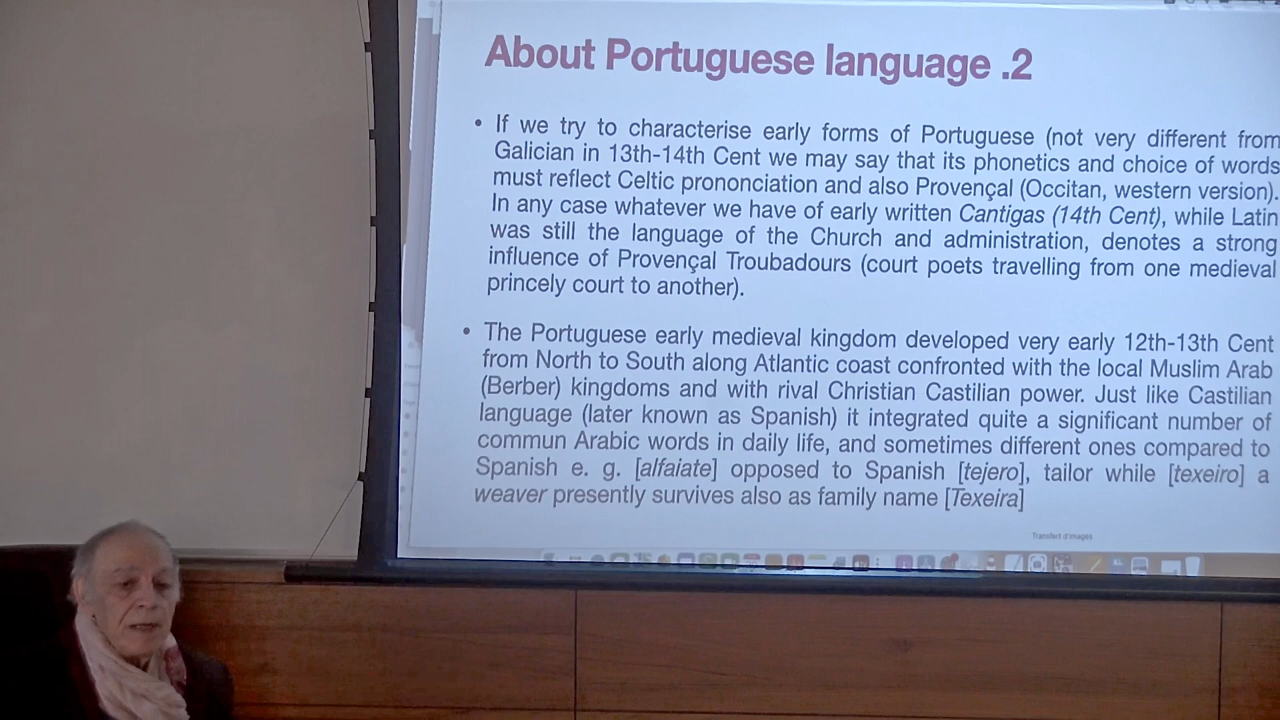 About Portuguese language .2
• If we try to characterise early forms of Portuguese (not very different from
Galician in 13th-14th Cent we may say that its phonetics and choice of words
must reflect Celtic prononciation and also Provençal (Occitan, western version).
In any case whatever we have of early written Cantigas (14th Cent), while Latin
was still the language of the Church and administration, denotes a strong
influence of Provençal Troubadours (court poets travelling from one medieval
princely court to another).
• The Portuguese early medieval kingdom developed very early 12th-13th Cent
from North to South along Atlantic coast confronted with the local Muslim Arab
(Berber) kingdoms and with rival Christian Castilian power. Just like Castilian
language (later known as Spanish) it integrated quite a significant number of
commun Arabic words in daily life, and sometimes different ones compared to
Spanish e. g. [alfaiate] opposed to Spanish [tejero], tailor while [texeiro] a
weaver presently survives also as family name [Texeira]
Transfert d'images